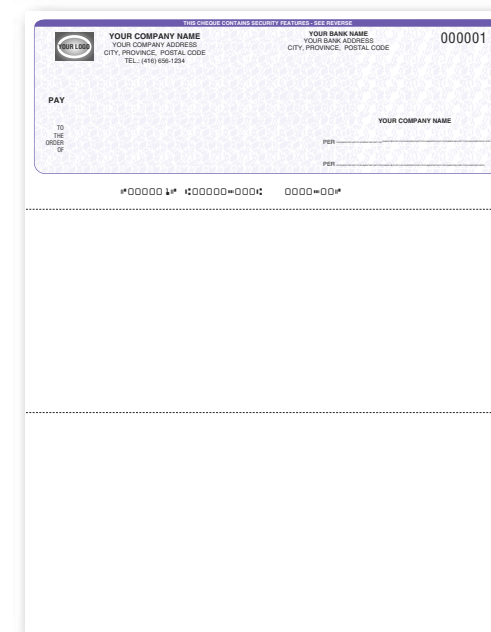 THIS CHEQUE CONTAINS SECURITY FEATURES - SEE REVERSE
YOUR LOGO
YOUR COMPANY NAME
YOUR COMPANY ADDRESS
CITY, PROVINCE, POSTAL CODE
TEL.: (416) 656-1234
YOUR BANK NAME
YOUR BANK ADDRESS
CITY, PROVINCE, POSTAL CODE
000001
PAY
TO
THE
ORDER
OF
YOUR COMPANY NAME
PER
PER
⑈000001⑈ ⑆00000⑉000⑆ 0000⑉00⑈